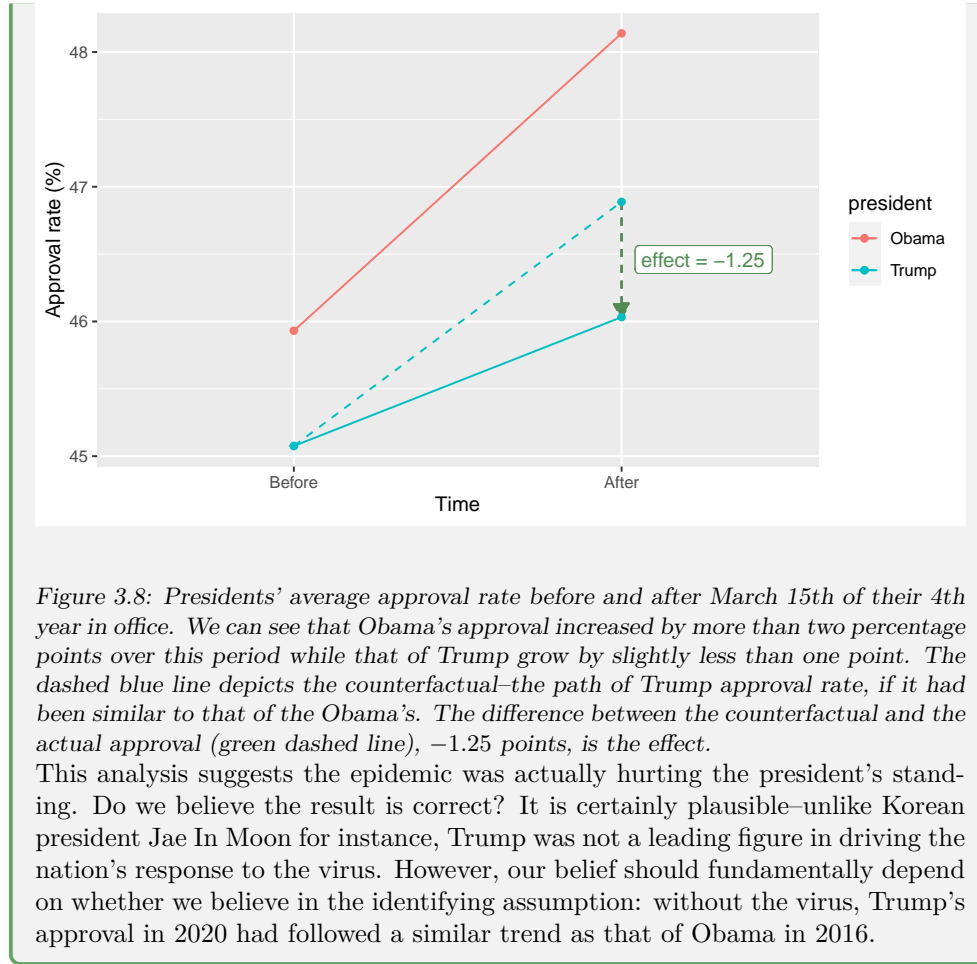 48
47
46
45
Approval rate (%)
effect = −1.25
Before
After
Time
president
Obama
Trump
Figure 3.8: Presidents' average approval rate before and after March 15th of their 4th
year in office. We can see that Obama's approval increased by more than two percentage
points over this period while that of Trump grow by slightly less than one point. The
dashed blue line depicts the counterfactual–the path of Trump approval rate, if it had
been similar to that of the Obama's. The difference between the counterfactual and the
actual approval (green dashed line), −1.25 points, is the effect.
This analysis suggests the epidemic was actually hurting the president's stand-
ing. Do we believe the result is correct? It is certainly plausible–unlike Korean
president Jae In Moon for instance, Trump was not a leading figure in driving the
nation's response to the virus. However, our belief should fundamentally depend
on whether we believe in the identifying assumption: without the virus, Trump's
approval in 2020 had followed a similar trend as that of Obama in 2016.